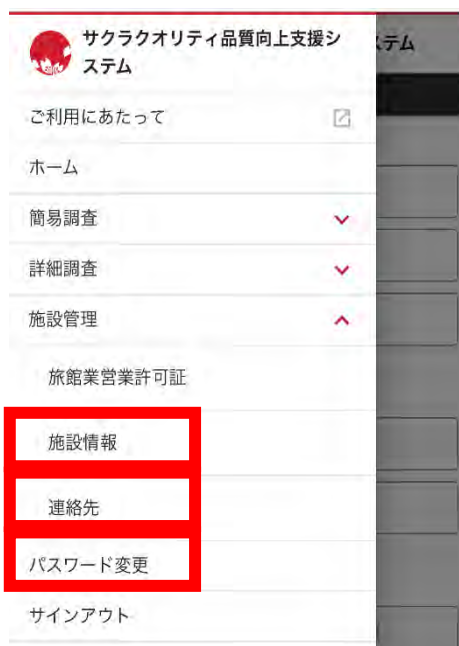 サクラクオリティ品質向上支援シ
ステム
ステム
ご利用にあたって
ホーム
簡易調査
詳細調査
施設管理
旅館業営業許可証
施設情報
連絡先
パスワード変更
サインアウト